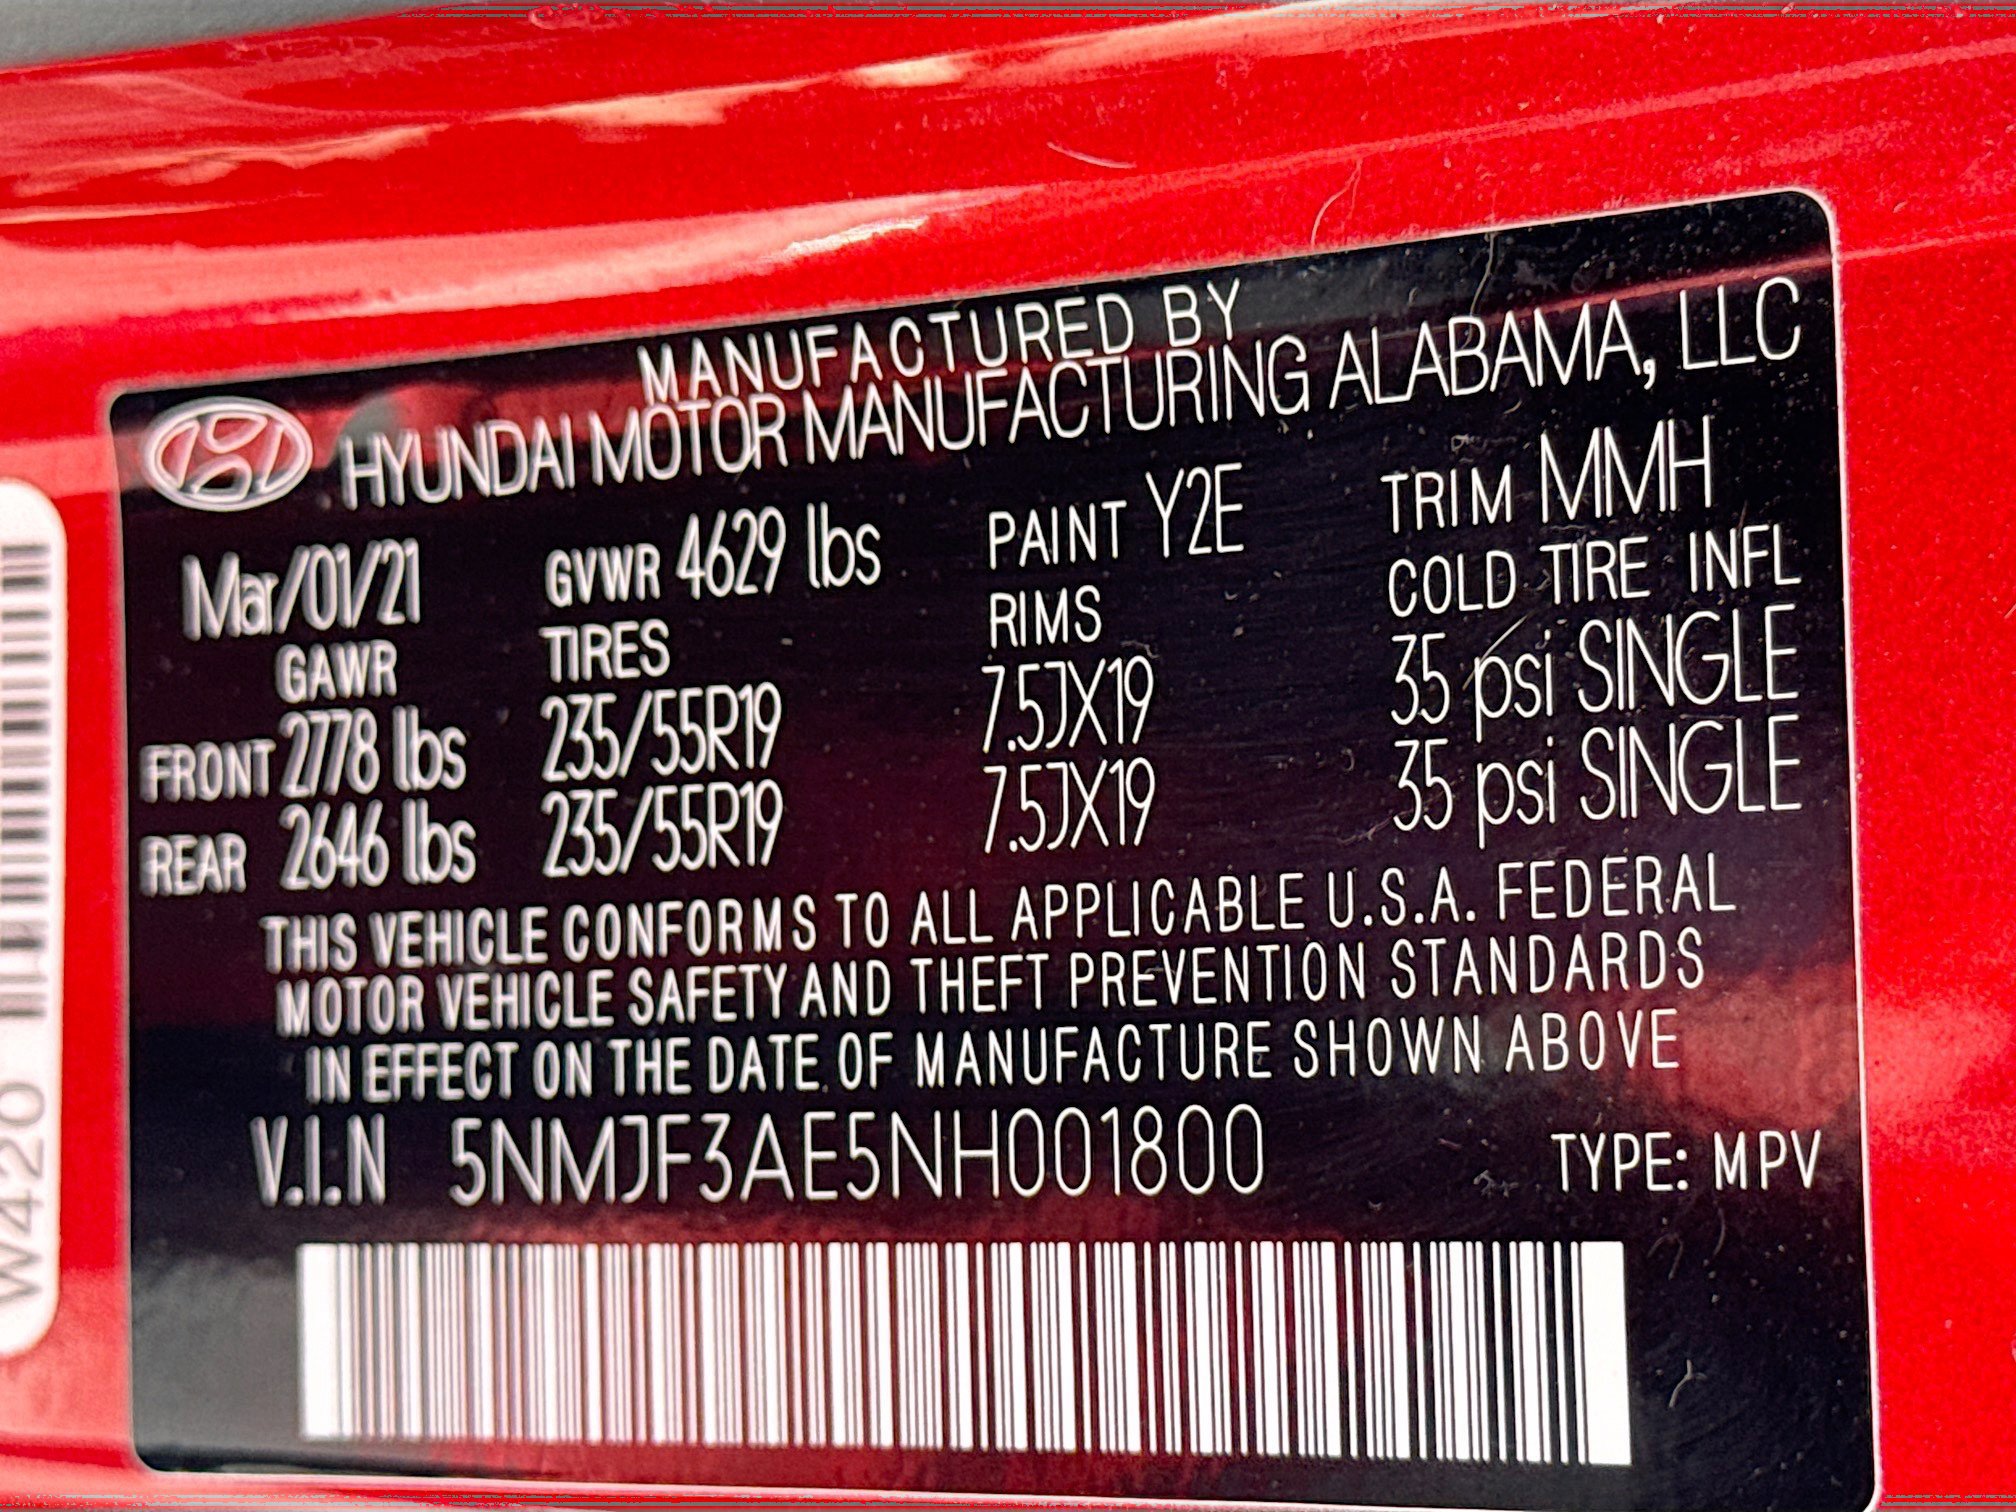 MANUFACTURED BY
HYUNDAI MOTOR MANUFACTURING ALABAMA, LLC
Mar/01/21 GVWR 4629 lbs PAINT Y2E TRIM MMH
GAWR TIRES RIMS COLD TIRE INFL
FRONT 2778 lbs 235/55R19 7.5JX19 35 psi SINGLE
REAR 2646 lbs 235/55R19 7.5JX19 35 psi SINGLE
THIS VEHICLE CONFORMS TO ALL APPLICABLE U.S.A. FEDERAL
MOTOR VEHICLE SAFETY AND THEFT PREVENTION STANDARDS
IN EFFECT ON THE DATE OF MANUFACTURE SHOWN ABOVE
V.I.N 5NMJF3AE5NH001800 TYPE: MPV
W420